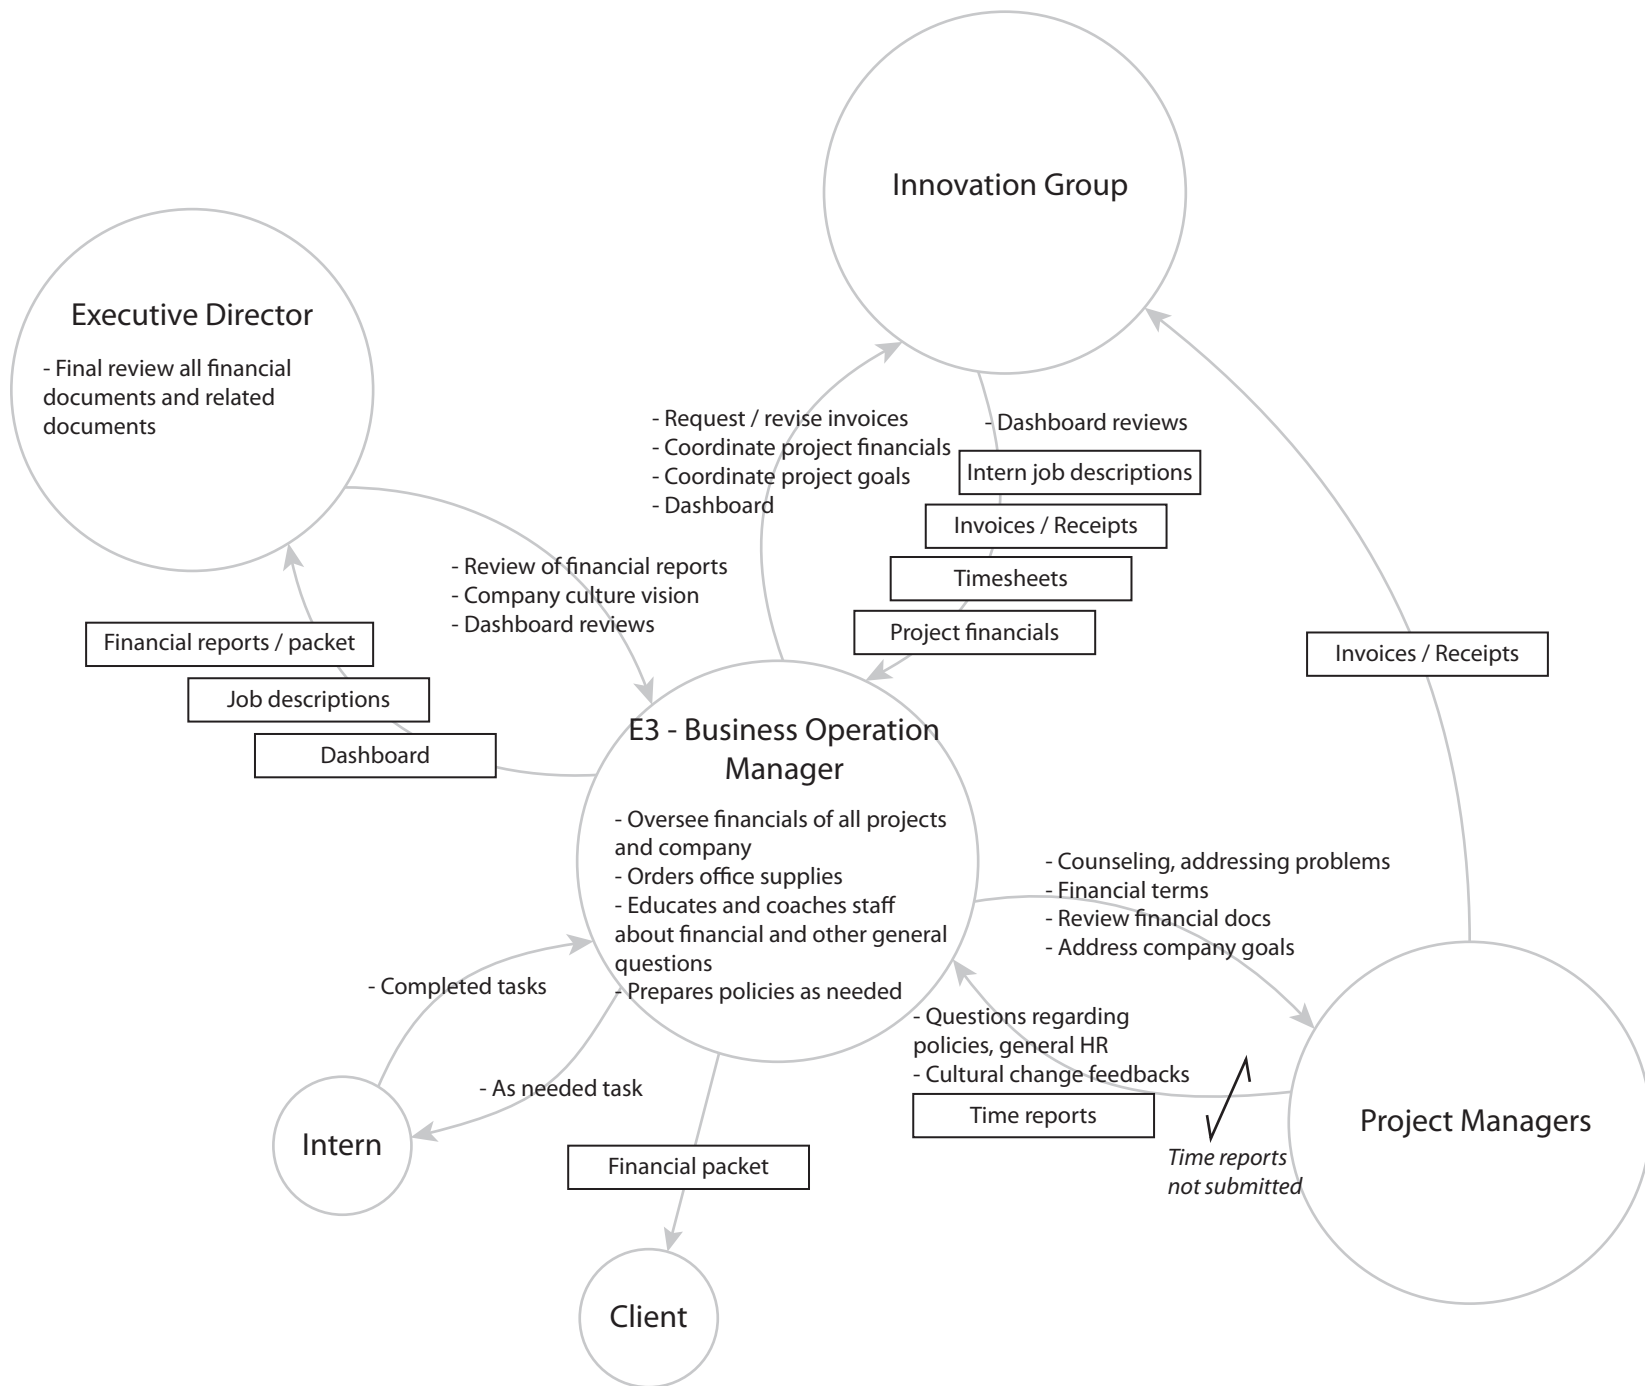 Innovation Group
Executive Director
- Final review all financial
documents and related
documents
- Request / revise invoices
- Coordinate project financials
- Coordinate project goals
- Dashboard
- Dashboard reviews
Intern job descriptions
Invoices / Receipts
Timesheets
Project financials
- Review of financial reports
- Company culture vision
- Dashboard reviews
Financial reports / packet
Job descriptions
Dashboard
Invoices / Receipts
E3 - Business Operation
Manager
- Oversee financials of all projects
and company
- Orders office supplies
- Educates and coaches staff
about financial and other general
questions
- Prepares policies as needed
- Counseling, addressing problems
- Financial terms
- Review financial docs
- Address company goals
- Completed tasks
- Questions regarding
policies, general HR
- Cultural change feedbacks
Time reports
- As needed task
Time reports
not submitted
Project Managers
Intern
Financial packet
Client